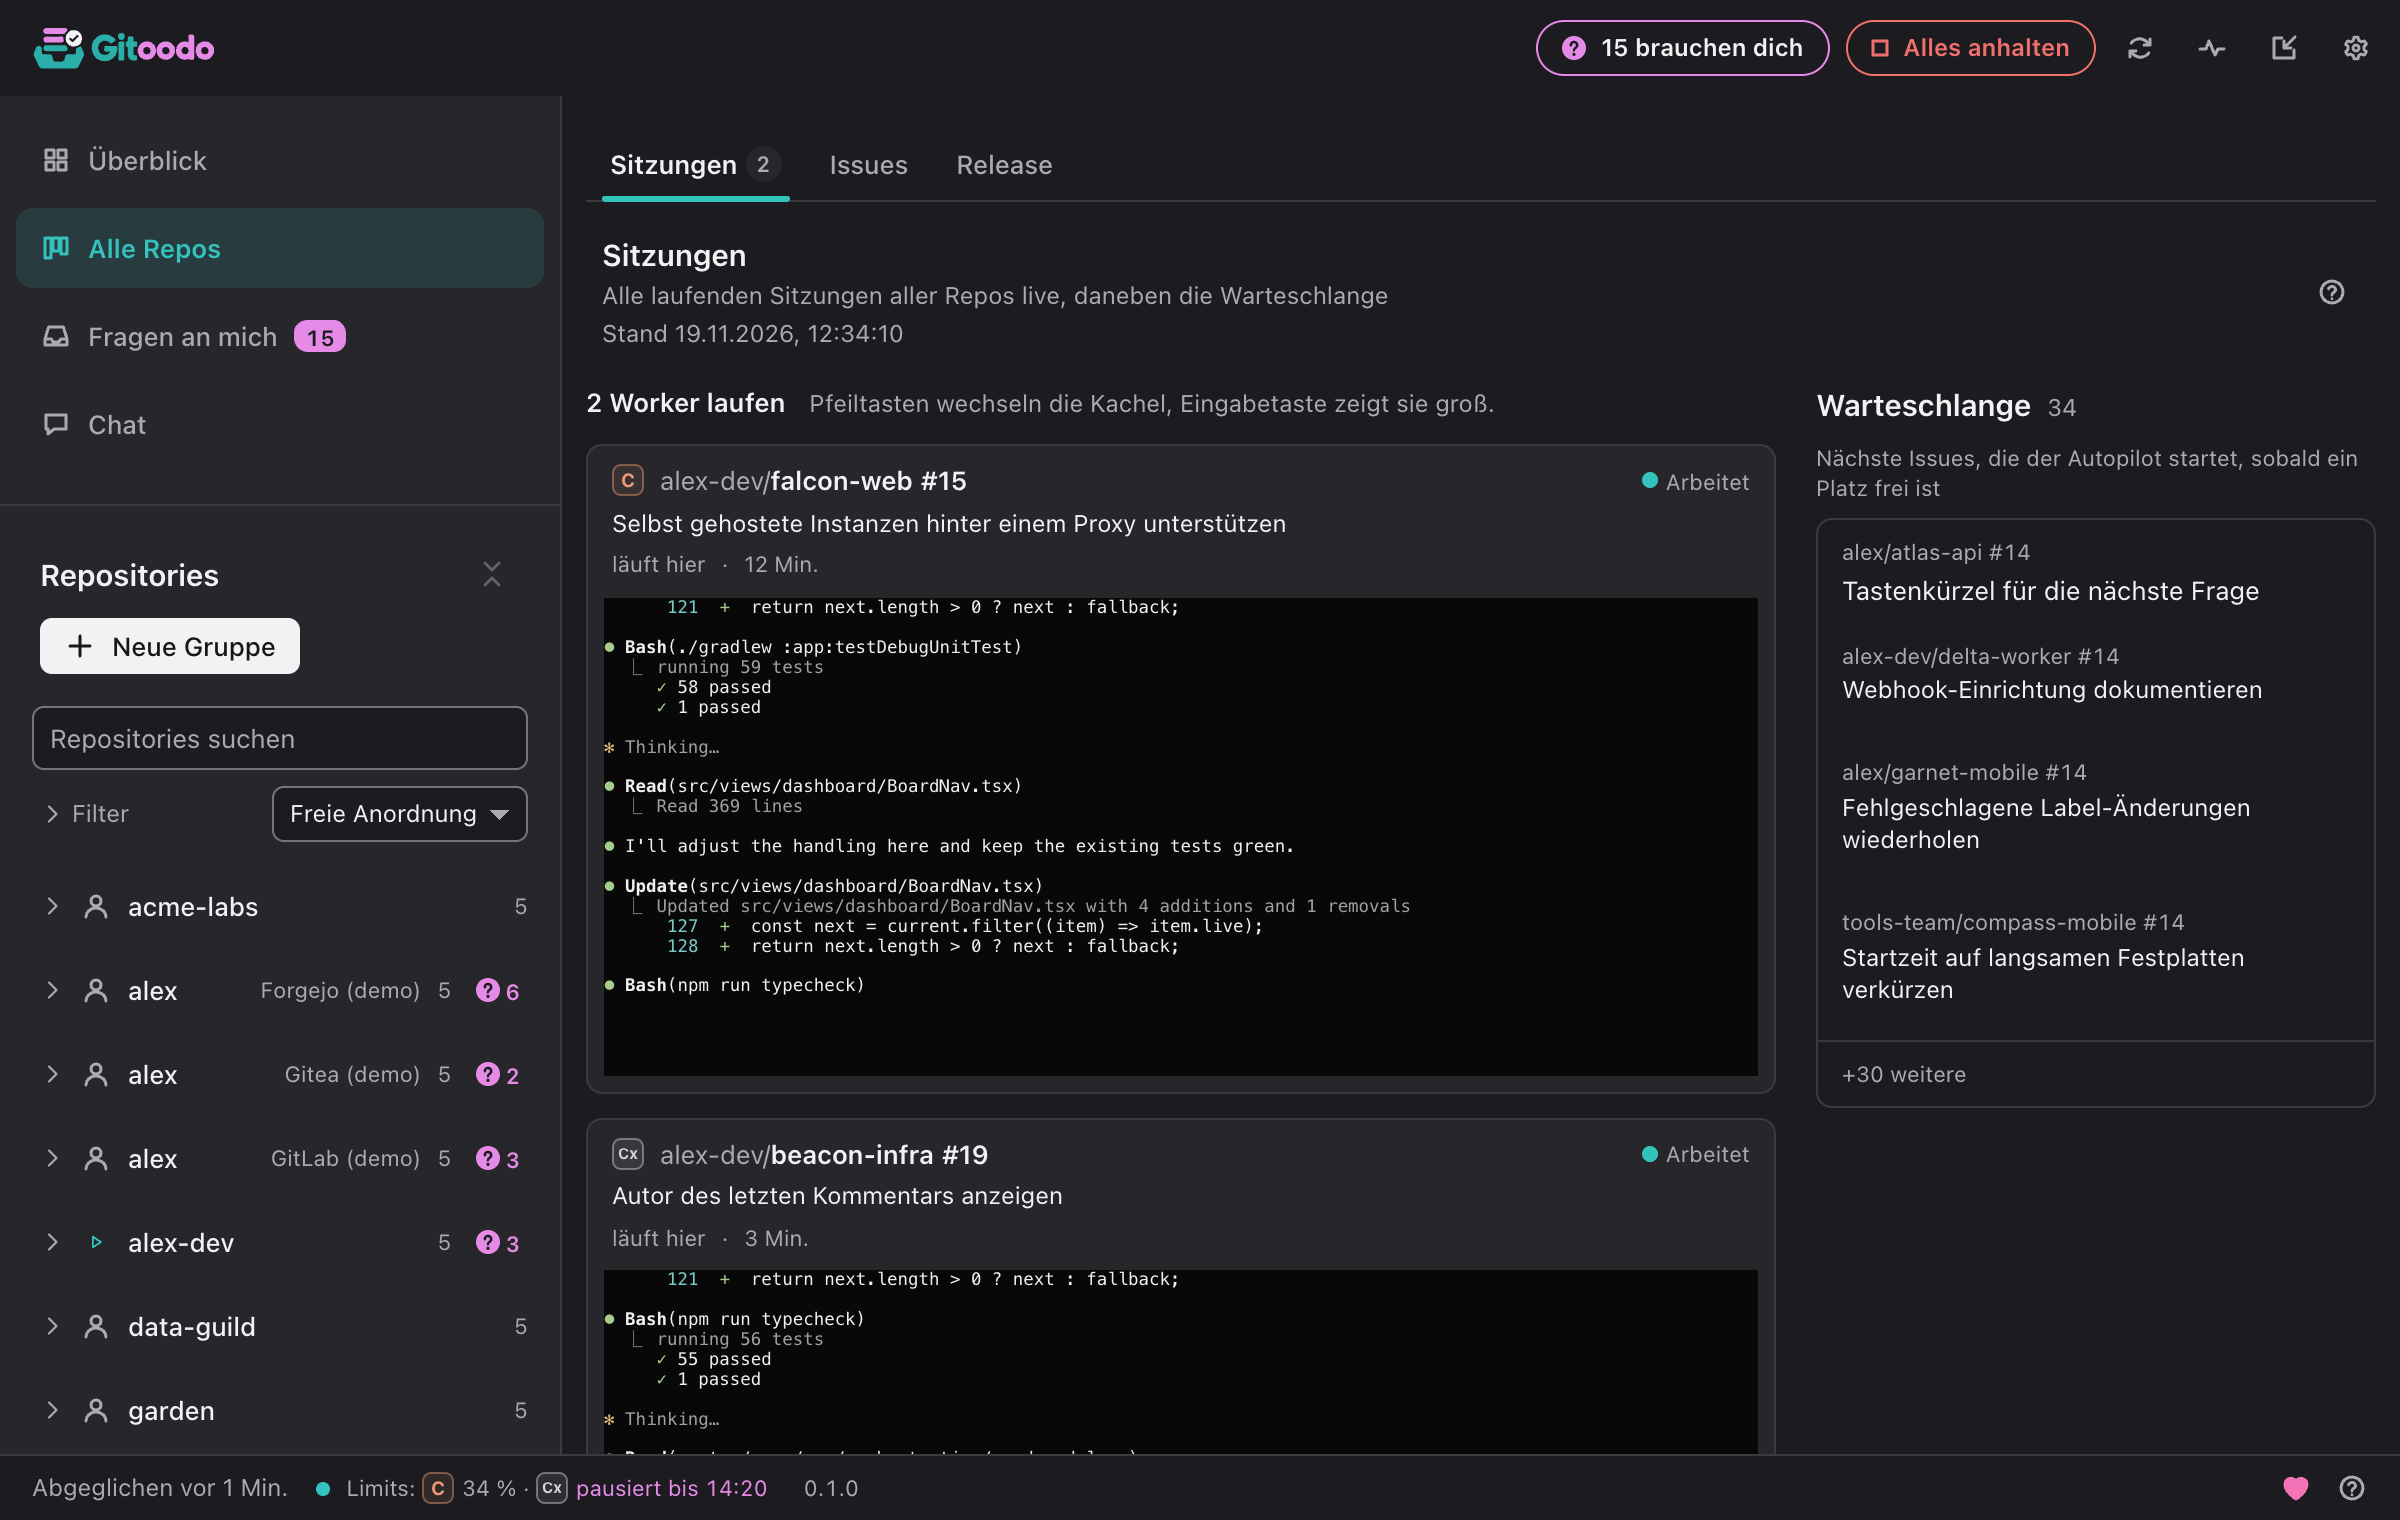 Gitoodo
15 brauchen dich
Alles anhalten
Überblick
Alle Repos
Fragen an mich 15
Chat
Repositories
Neue Gruppe
Repositories suchen
Filter
Freie Anordnung
acme-labs 5
alex Forgejo (demo) 5 ? 6
alex Gitea (demo) 5 ? 2
alex GitLab (demo) 5 ? 3
alex-dev 5 ? 3
data-guild 5
garden 5
Sitzungen 2
Issues
Release
Sitzungen
Alle laufenden Sitzungen aller Repos live, daneben die Warteschlange
Stand 19.11.2026, 12:34:10
2 Worker laufen Pfeiltasten wechseln die Kachel, Eingabetaste zeigt sie groß.
C alex-dev/falcon-web #15 Arbeitet
Selbst gehostete Instanzen hinter einem Proxy unterstützen
läuft hier · 12 Min.
121 + return next.length > 0 ? next : fallback;
● Bash(./gradlew :app:testDebugUnitTest)
⎿ running 59 tests
✓ 58 passed
✓ 1 passed
✻ Thinking…
● Read(src/views/dashboard/BoardNav.tsx)
⎿ Read 369 lines
● I'll adjust the handling here and keep the existing tests green.
● Update(src/views/dashboard/BoardNav.tsx)
⎿ Updated src/views/dashboard/BoardNav.tsx with 4 additions and 1 removals
127 + const next = current.filter((item) => item.live);
128 + return next.length > 0 ? next : fallback;
● Bash(npm run typecheck)
Cx alex-dev/beacon-infra #19 Arbeitet
Autor des letzten Kommentars anzeigen
läuft hier · 3 Min.
121 + return next.length > 0 ? next : fallback;
● Bash(npm run typecheck)
⎿ running 56 tests
✓ 55 passed
✓ 1 passed
✻ Thinking…
Warteschlange 34
Nächste Issues, die der Autopilot startet, sobald ein
Platz frei ist
alex/atlas-api #14
Tastenkürzel für die nächste Frage
alex-dev/delta-worker #14
Webhook-Einrichtung dokumentieren
alex/garnet-mobile #14
Fehlgeschlagene Label-Änderungen
wiederholen
tools-team/compass-mobile #14
Startzeit auf langsamen Festplatten
verkürzen
+30 weitere
Abgeglichen vor 1 Min. Limits: C 34 % · Cx pausiert bis 14:20 0.1.0